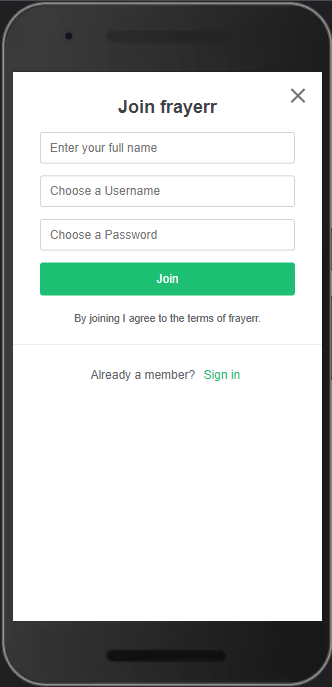 Join frayerr
Enter your full name
Choose a Username
Choose a Password
Join
By joining I agree to the terms of frayerr.
Already a member? Sign in